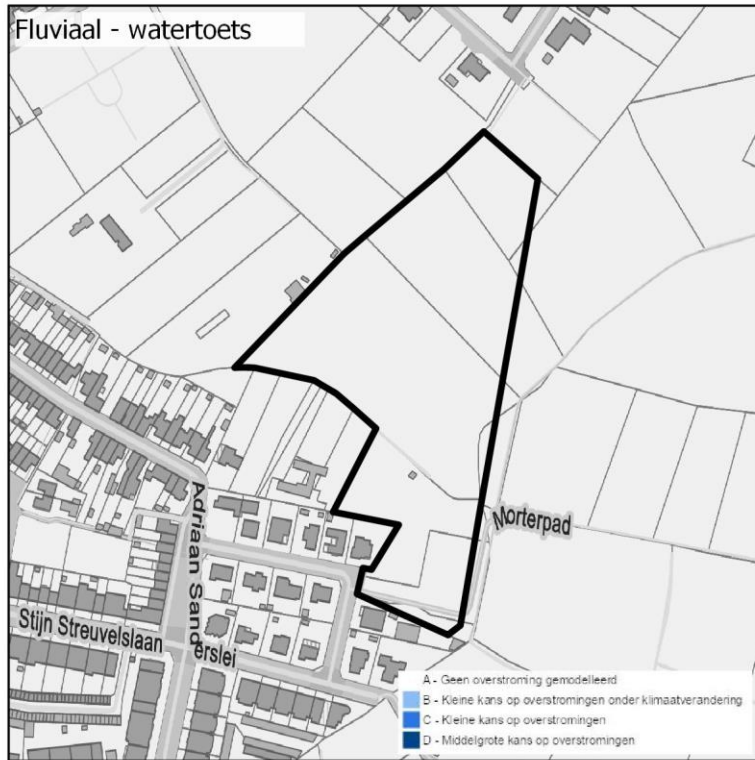 Fluviaal - watertoets
Morterpad
Adriaan Sanderslei
Stijn Streuvelslaan
A - Geen overstroming gemodelleerd
B - Kleine kans op overstromingen onder klimaatverandering
C - Kleine kans op overstromingen
D - Middelgrote kans op overstromingen